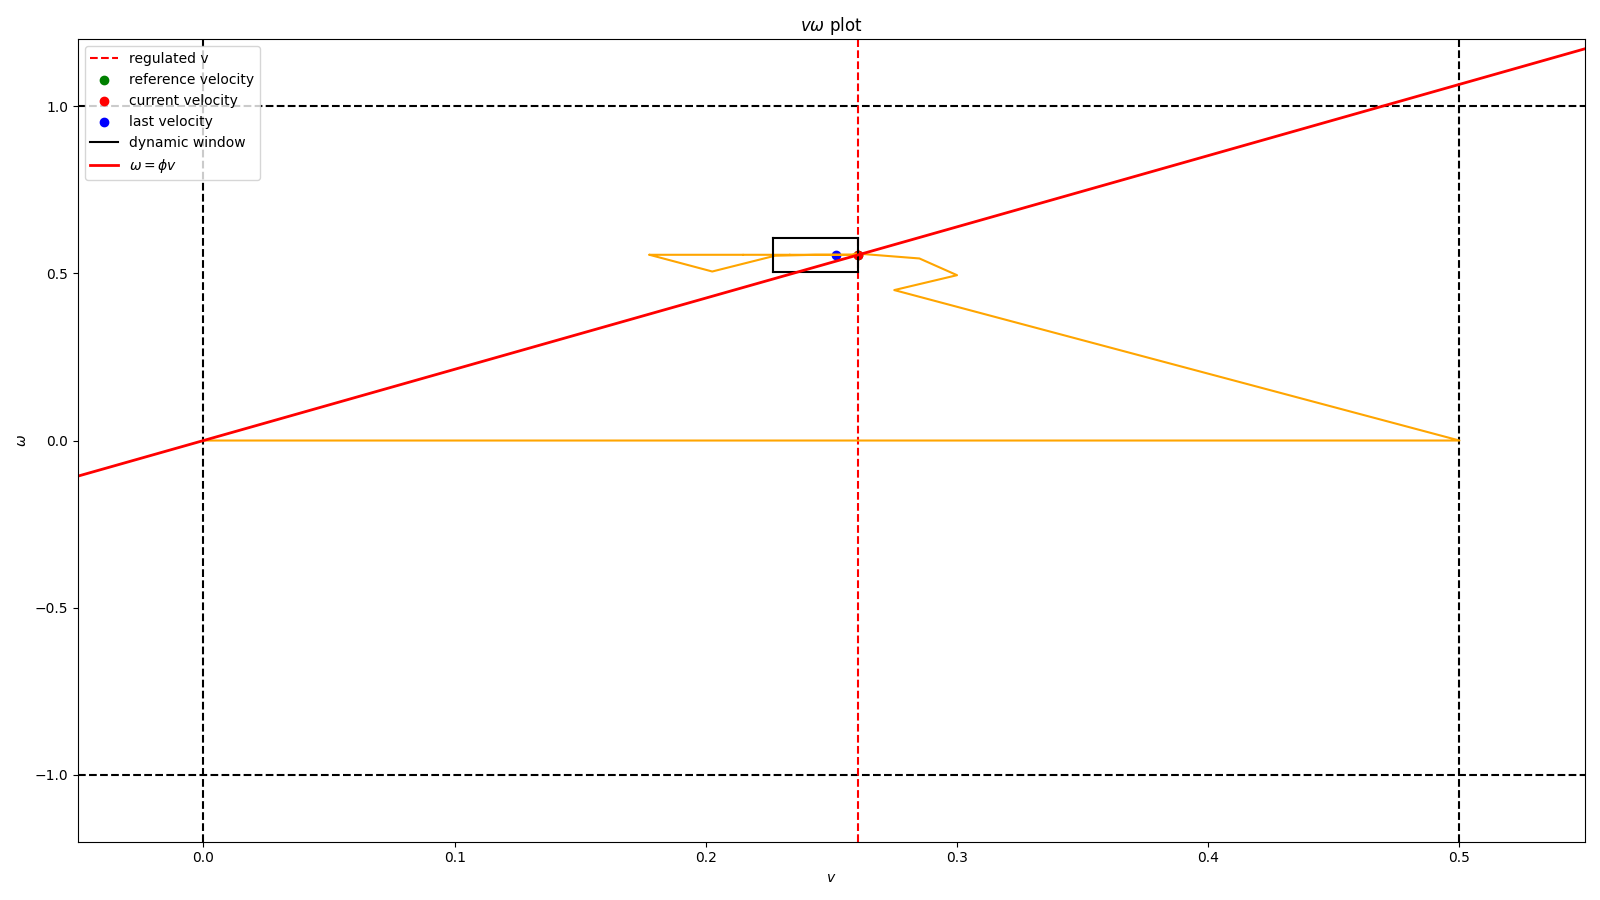 vω plot
regulated v
reference velocity
current velocity
last velocity
dynamic window
ω = ϕv
1.0
0.5
0.0
−0.5
−1.0
ω
0.0 0.1 0.2 0.3 0.4 0.5
v